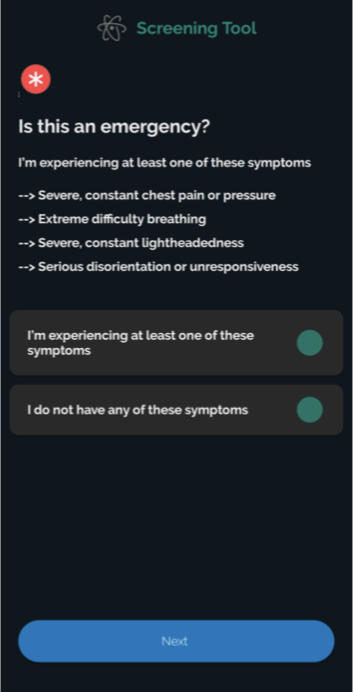 Screening Tool
Is this an emergency?
I'm experiencing at least one of these symptoms
--> Severe, constant chest pain or pressure
--> Extreme difficulty breathing
--> Severe, constant lightheadedness
--> Serious disorientation or unresponsiveness
I'm experiencing at least one of these
symptoms
I do not have any of these symptoms
Next